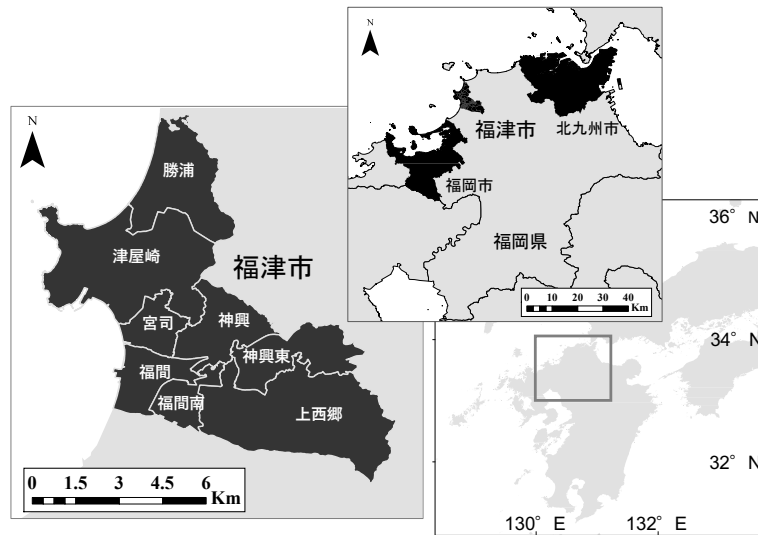 N
勝浦
津屋崎
福津市
宮司
神興
神興東
福間
福間南
上西郷
0 1.5 3 4.5 6
Km
N
福津市
北九州市
福岡市
福岡県
0 10 20 30 40
Km
36° N
34° N
32° N
130° E 132° E